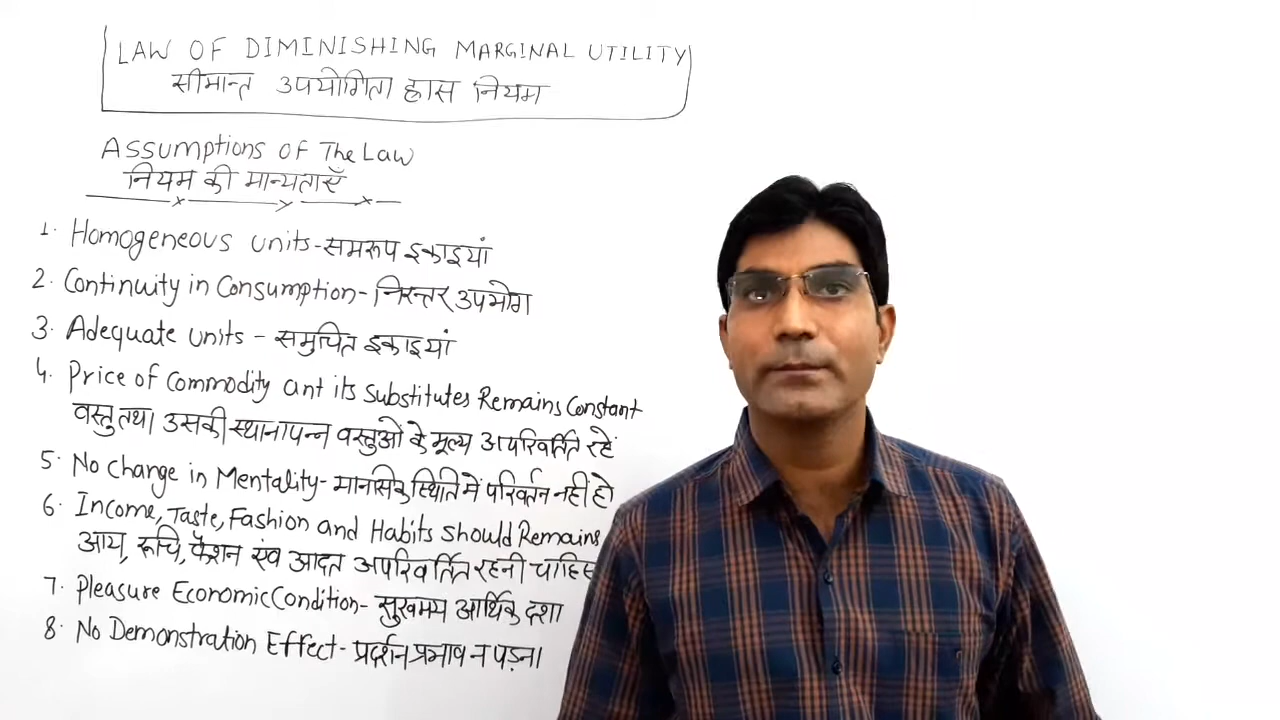 LAW OF DIMINISHING MARGINAL UTILITY
सीमान्त उपयोगिता ह्रास नियम
Assumptions of The Law
नियम की मान्यताएँ
1. Homogeneous units - समरूप इकाइयां
2. Continuity in Consumption - निरन्तर उपभोग
3. Adequate units - समुचित इकाइयां
4. Price of Commodity ant its Substitutes Remains Constant
वस्तु तथा उसकी स्थानापन्न वस्तुओं के मूल्य अपरिवर्तित रहें
5. No Change in Mentality - मानसिक स्थिति में परिवर्तन नही हो
6. Income, Taste, Fashion and Habits should Remains
आय, रूचि, फैशन एंव आदत अपरिवर्तित रहनी
7. Pleasure Economic Condition - सुखमय आर्थिक दशा
8. No Demonstration Effect - प्रदर्शन प्रभाव न पड़ना